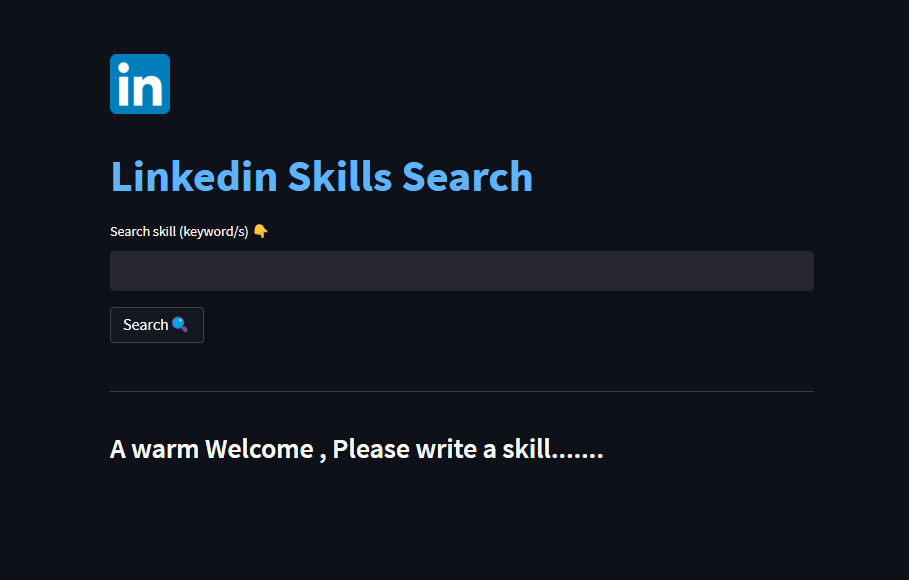 in
Linkedin Skills Search
Search skill (keyword/s) 👇
Search 🔍
A warm Welcome , Please write a skill.......